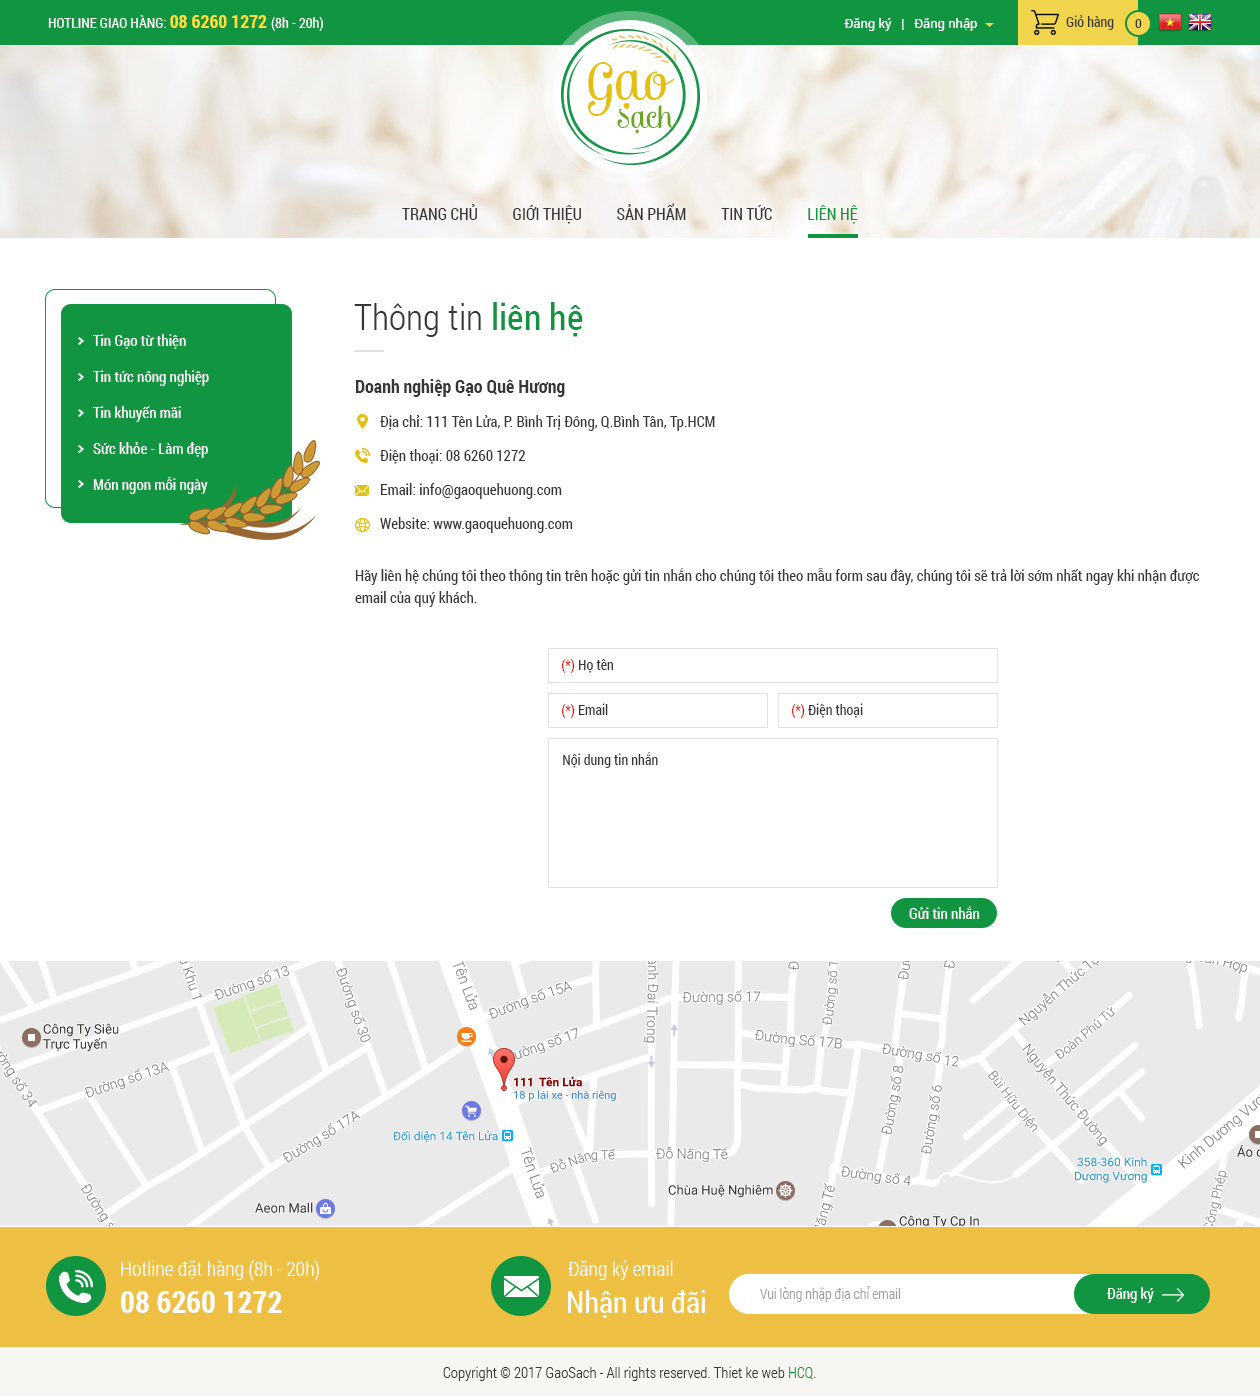 HOTLINE GIAO HÀNG: 08 6260 1272 (8h - 20h)
Đăng ký | Đăng nhập
Giỏ hàng 0
Gạo
sạch
TRANG CHỦ GIỚI THIỆU SẢN PHẨM TIN TỨC LIÊN HỆ
Tin Gạo từ thiện
Tin tức nông nghiệp
Tin khuyến mãi
Sức khỏe - Làm đẹp
Món ngon mỗi ngày
Thông tin liên hệ
Doanh nghiệp Gạo Quê Hương
Địa chỉ: 111 Tên Lửa, P. Bình Trị Đông, Q.Bình Tân, Tp.HCM
Điện thoại: 08 6260 1272
Email: info@gaoquehuong.com
Website: www.gaoquehuong.com
Hãy liên hệ chúng tôi theo thông tin trên hoặc gửi tin nhắn cho chúng tôi theo mẫu form sau đây, chúng tôi sẽ trả lời sớm nhất ngay khi nhận được
email của quý khách.
(*) Họ tên
(*) Email
(*) Điện thoại
Nội dung tin nhắn
Gửi tin nhắn
Khu 1
Đường số 13
Đường số 30
Tên Lửa
Đường số 15A
Đường số 17
Nguyễn Thức Tự
Công Ty Siêu
Trực Tuyến
Đường số 17
Đường Số 17B
Đường số 12
Đoàn Phú Tứ
Đường số 34
Đường số 13A
111 Tên Lửa
18 p lái xe - nhà riêng
Đường số 8
Đường số 6
Bùi Hữu Diện
Nguyễn Thức Đường
Đường số 17A
Đối diện 14 Tên Lửa
Kinh Dương
Tên Lửa
Đỗ Năng Tế
Đỗ Năng Tế
358-360 Kinh
Dương Vương
Đường số 4
Chùa Huệ Nghiêm
Aeon Mall
Công Ty Cp In
Hotline đặt hàng (8h - 20h)
08 6260 1272
Đăng ký email
Nhận ưu đãi
Vui lòng nhập địa chỉ email
Đăng ký
Copyright © 2017 GaoSach - All rights reserved. Thiet ke web HCQ.